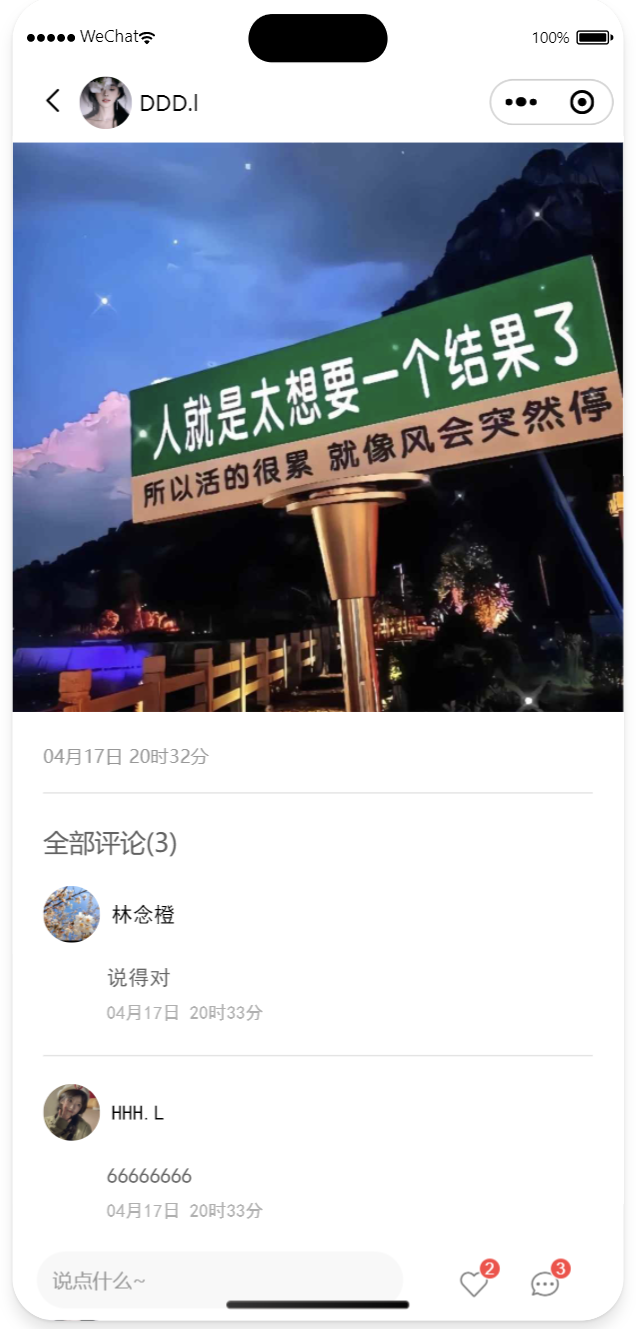 WeChat
100%
DDD.l
人就是太想要一个结果了
所以活的很累 就像风会突然停
04月17日 20时32分
全部评论(3)
林念橙
说得对
04月17日 20时33分
HHH.L
66666666
04月17日 20时33分
说点什么~
2
3